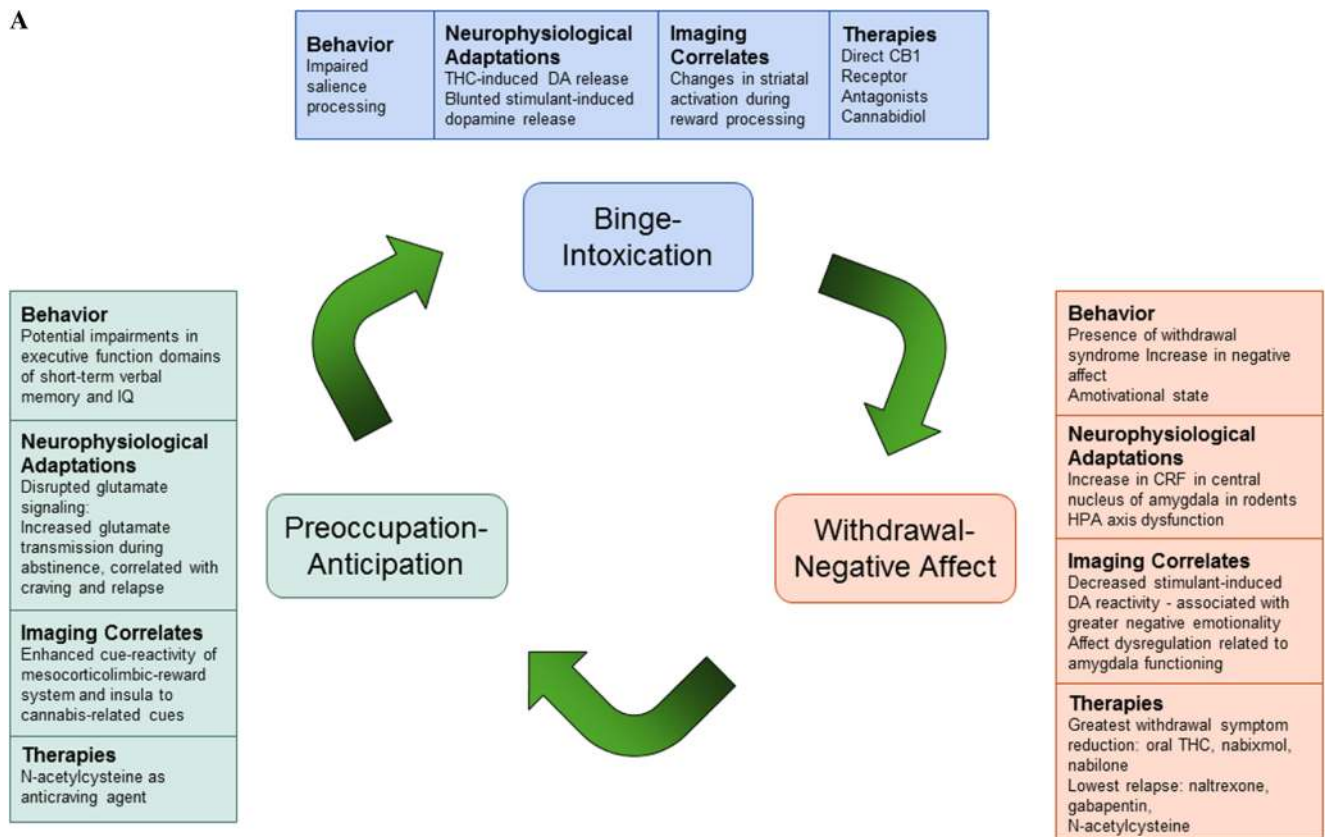 A
Behavior
Impaired
salience
processing
Neurophysiological
Adaptations
THC-induced DA release
Blunted stimulant-induced
dopamine release
Imaging
Correlates
Changes in striatal
activation during
reward processing
Therapies
Direct CB1
Receptor
Antagonists
Cannabidiol
Binge-
Intoxication
Behavior
Potential impairments in
executive function domains
of short-term verbal
memory and IQ
Neurophysiological
Adaptations
Disrupted glutamate
signaling:
Increased glutamate
transmission during
abstinence, correlated with
craving and relapse
Imaging Correlates
Enhanced cue-reactivity of
mesocorticolimbic-reward
system and insula to
cannabis-related cues
Therapies
N-acetylcysteine as
anticraving agent
Preoccupation-
Anticipation
Withdrawal-
Negative Affect
Behavior
Presence of withdrawal
syndrome Increase in negative
affect
Amotivational state
Neurophysiological
Adaptations
Increase in CRF in central
nucleus of amygdala in rodents
HPA axis dysfunction
Imaging Correlates
Decreased stimulant-induced
DA reactivity - associated with
greater negative emotionality
Affect dysregulation related to
amygdala functioning
Therapies
Greatest withdrawal symptom
reduction: oral THC, nabixmol,
nabilone
Lowest relapse: naltrexone,
gabapentin,
N-acetylcysteine